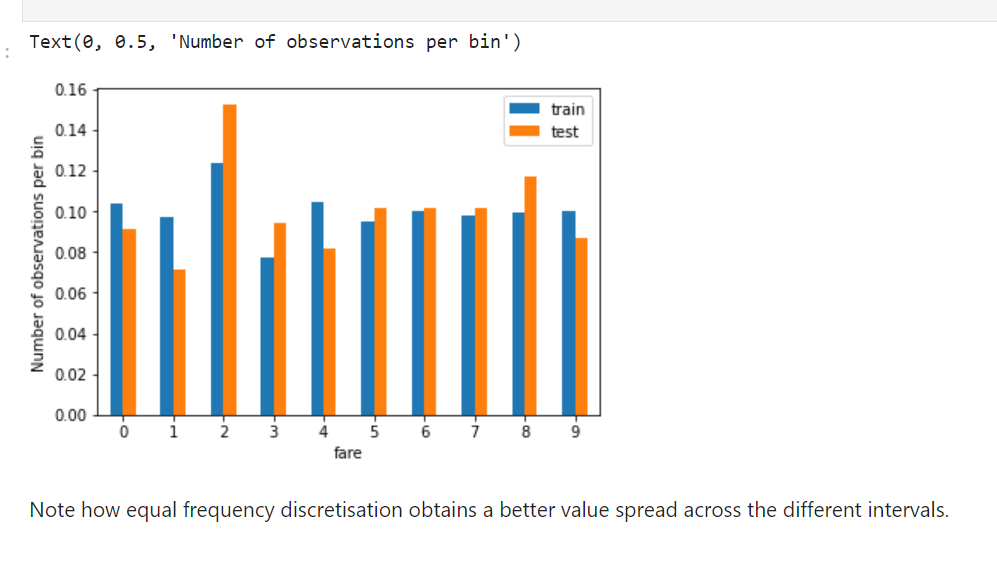 Text(0, 0.5, 'Number of observations per bin')
:
0.16
0.14
0.12
0.10
0.08
0.06
0.04
0.02
0.00
Number of observations per bin
train
test
0 1 2 3 4 5 6 7 8 9
fare
Note how equal frequency discretisation obtains a better value spread across the different intervals.